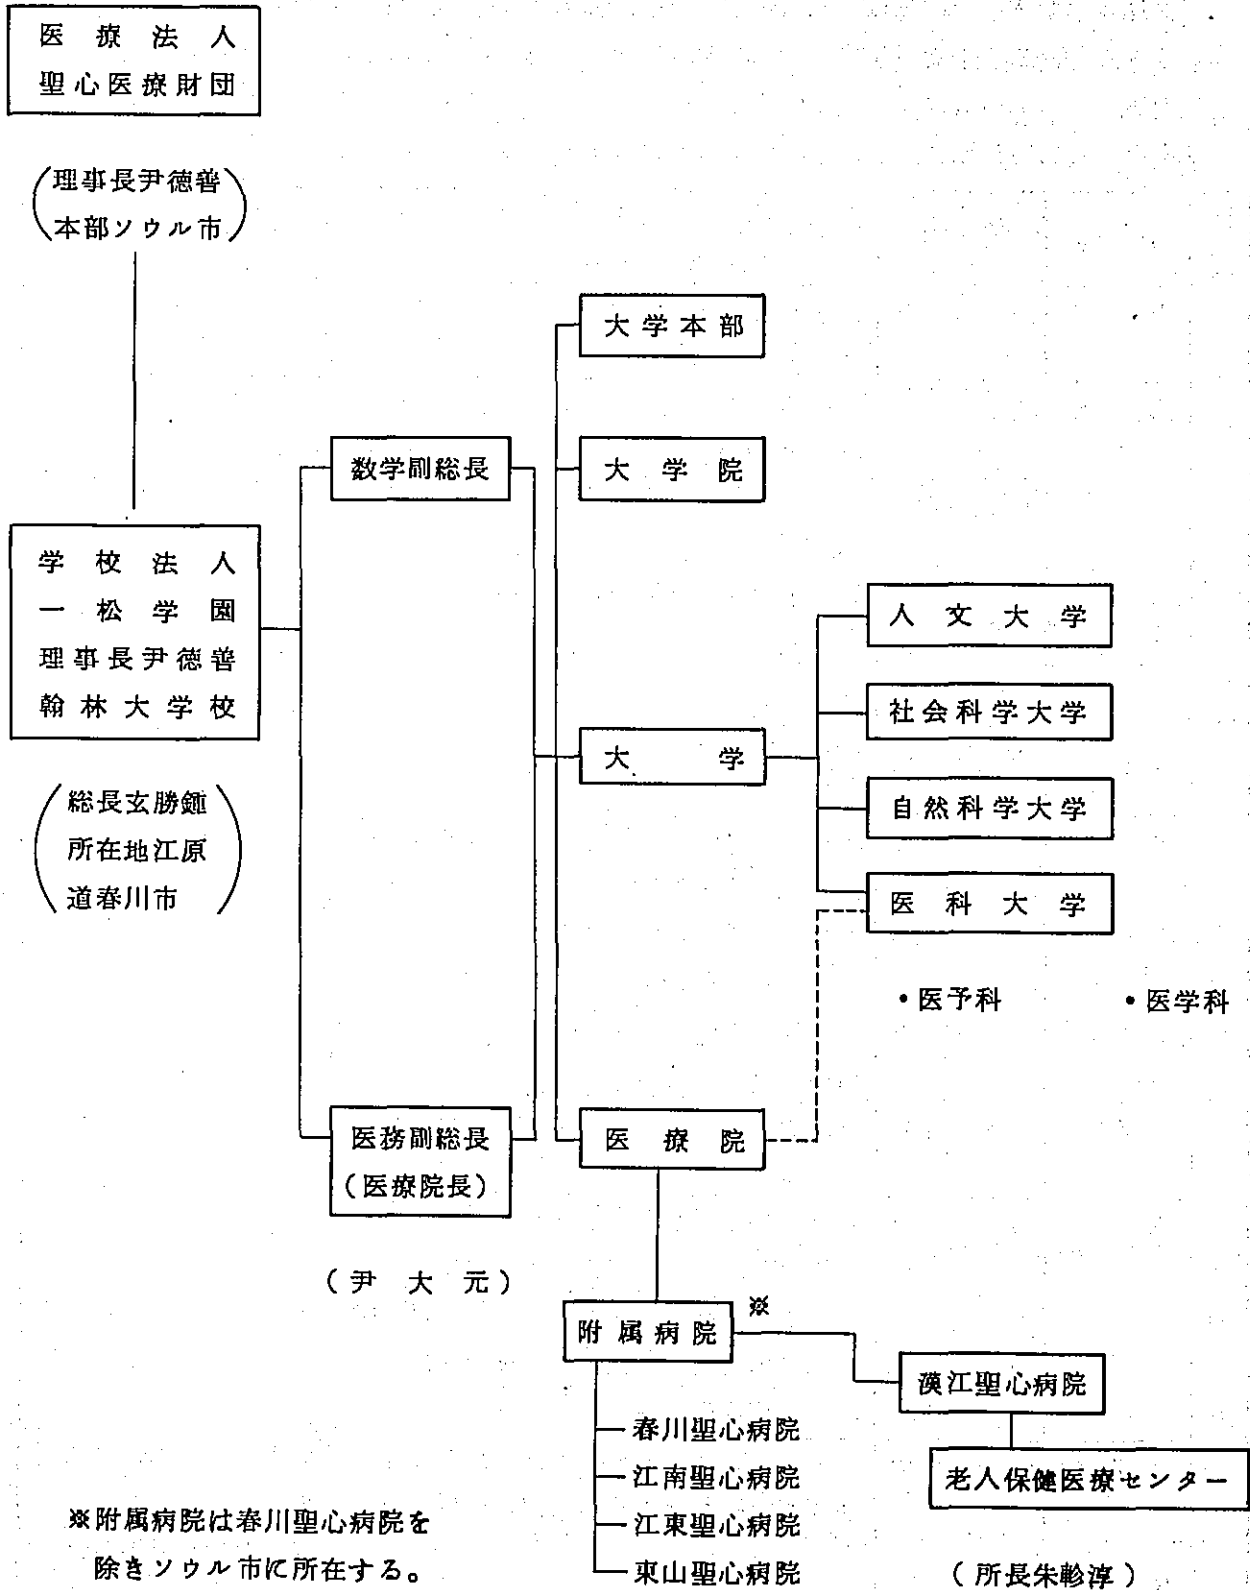 医療法人
聖心医療財団
(理事長尹徳善
本部ソウル市)
学校法人
一松学園
理事長尹徳善
翰林大学校
(総長玄勝鍾
所在地江原
道春川市)
数学副総長
医務副総長
(医療院長)
(尹大元)
大学本部
大学院
大学
医療院
人文大学
社会科学大学
自然科学大学
医科大学
・医予科 ・医学科
附属病院
※
春川聖心病院
江南聖心病院
江東聖心病院
東山聖心病院
漢江聖心病院
老人保健医療センター
(所長朱軫淳)
※附属病院は春川聖心病院を
除きソウル市に所在する。